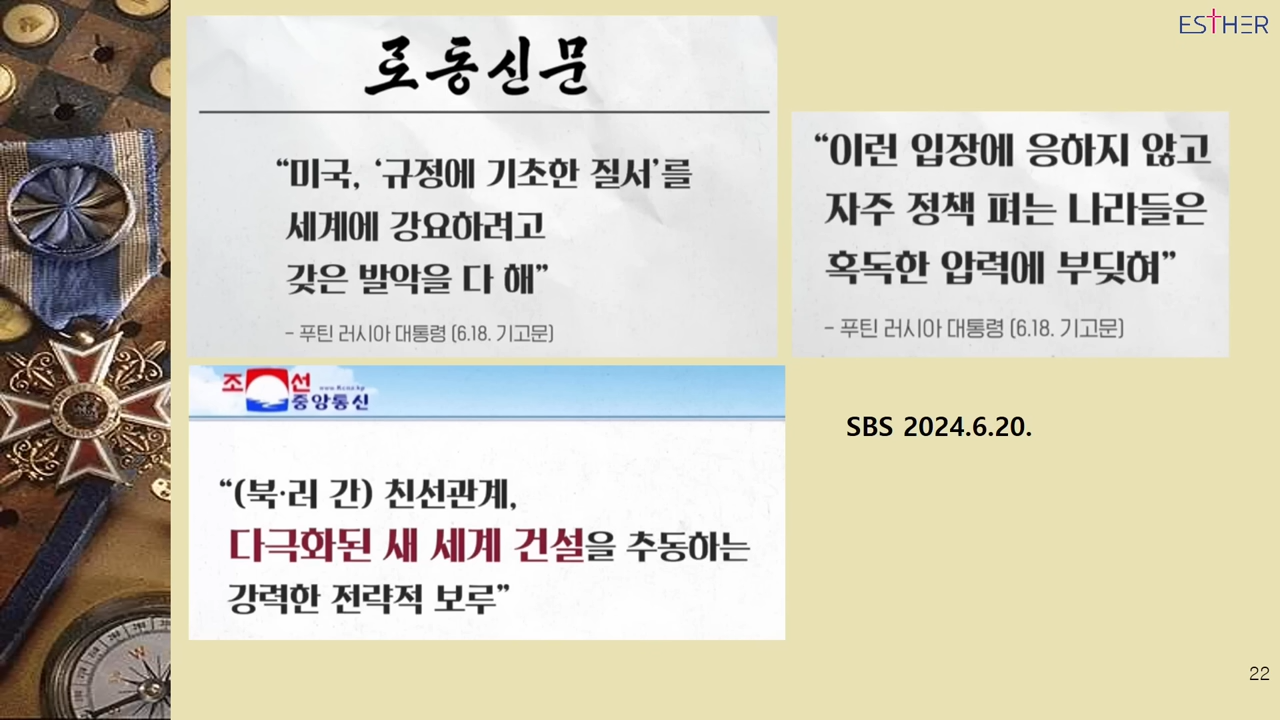 ESTHER
로동신문
“미국, ‘규정에 기초한 질서’를
세계에 강요하려고
갖은 발악을 다 해”
- 푸틴 러시아 대통령 (6.18. 기고문)
“이런 입장에 응하지 않고
자주 정책 펴는 나라들은
혹독한 압력에 부딪혀”
- 푸틴 러시아 대통령 (6.18. 기고문)
조선
www.kcna.kp
중앙통신
“(북·러 간) 친선관계,
다극화된 새 세계 건설을 추동하는
강력한 전략적 보루”
SBS 2024.6.20.
22